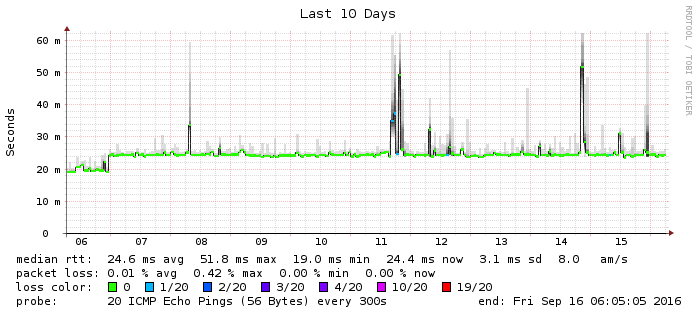 Last 10 Days
RRDTOOL / TOBI OETIKER
Seconds
60 m
50 m
40 m
30 m
20 m
10 m
0
06 07 08 09 10 11 12 13 14 15
median rtt: 24.6 ms avg 51.8 ms max 19.0 ms min 24.4 ms now 3.1 ms sd 8.0 am/s
packet loss: 0.01 % avg 0.42 % max 0.00 % min 0.00 % now
loss color: 0 1/20 2/20 3/20 4/20 10/20 19/20
probe: 20 ICMP Echo Pings (56 Bytes) every 300s end: Fri Sep 16 06:05:05 2016